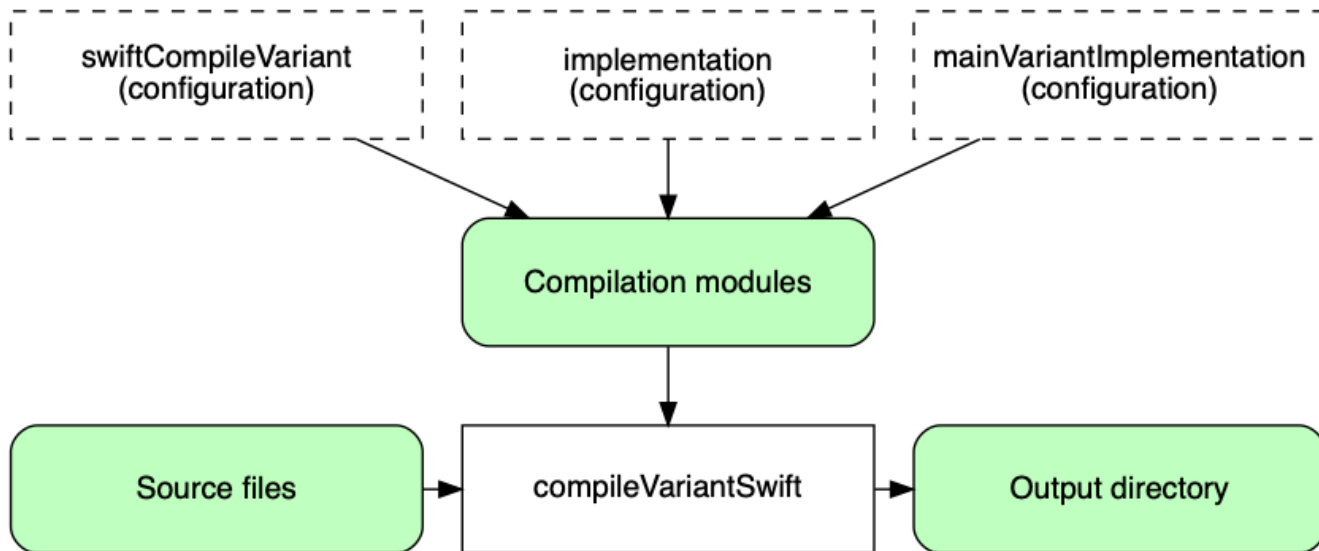 swiftCompileVariant
(configuration)
implementation
(configuration)
mainVariantImplementation
(configuration)
Compilation modules
Source files
compileVariantSwift
Output directory